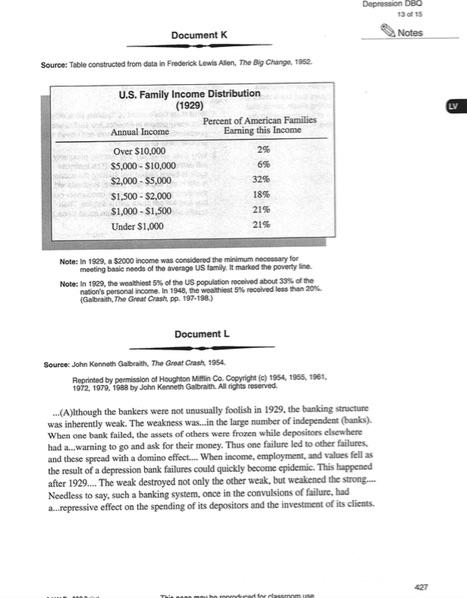 Depression DBQ
13 of 15
Notes
Document K
Source: Table constructed from data in Frederick Lewis Allen, The Big Change, 1952.
LV
U.S. Family Income Distribution
(1929)
Annual Income
Percent of American Families
Earning this Income
Over $10,000 2%
$5,000 - $10,000 6%
$2,000 - $5,000 32%
$1,500 - $2,000 18%
$1,000 - $1,500 21%
Under $1,000 21%
Note: In 1929, a $2000 income was considered the minimum necessary for
meeting basic needs of the average US family. It marked the poverty line.
Note: In 1929, the wealthiest 5% of the US population received about 33% of the
nation's personal income. In 1948, the wealthiest 5% received less than 20%.
(Galbraith, The Great Crash, pp. 197-198.)
Document L
Source: John Kenneth Galbraith, The Great Crash, 1954.
Reprinted by permission of Houghton Mifflin Co. Copyright (c) 1954, 1955, 1961,
1972, 1979, 1988 by John Kenneth Galbraith. All rights reserved.
...(A)lthough the bankers were not unusually foolish in 1929, the banking structure
was inherently weak. The weakness was...in the large number of independent (banks).
When one bank failed, the assets of others were frozen while depositors elsewhere
had a...warning to go and ask for their money. Thus one failure led to other failures,
and these spread with a domino effect.... When income, employment, and values fell as
the result of a depression bank failures could quickly become epidemic. This happened
after 1929.... The weak destroyed not only the other weak, but weakened the strong....
Needless to say, such a banking system, once in the convulsions of failure, had
a...repressive effect on the spending of its depositors and the investment of its clients.
427
This page may be reproduced for classroom use